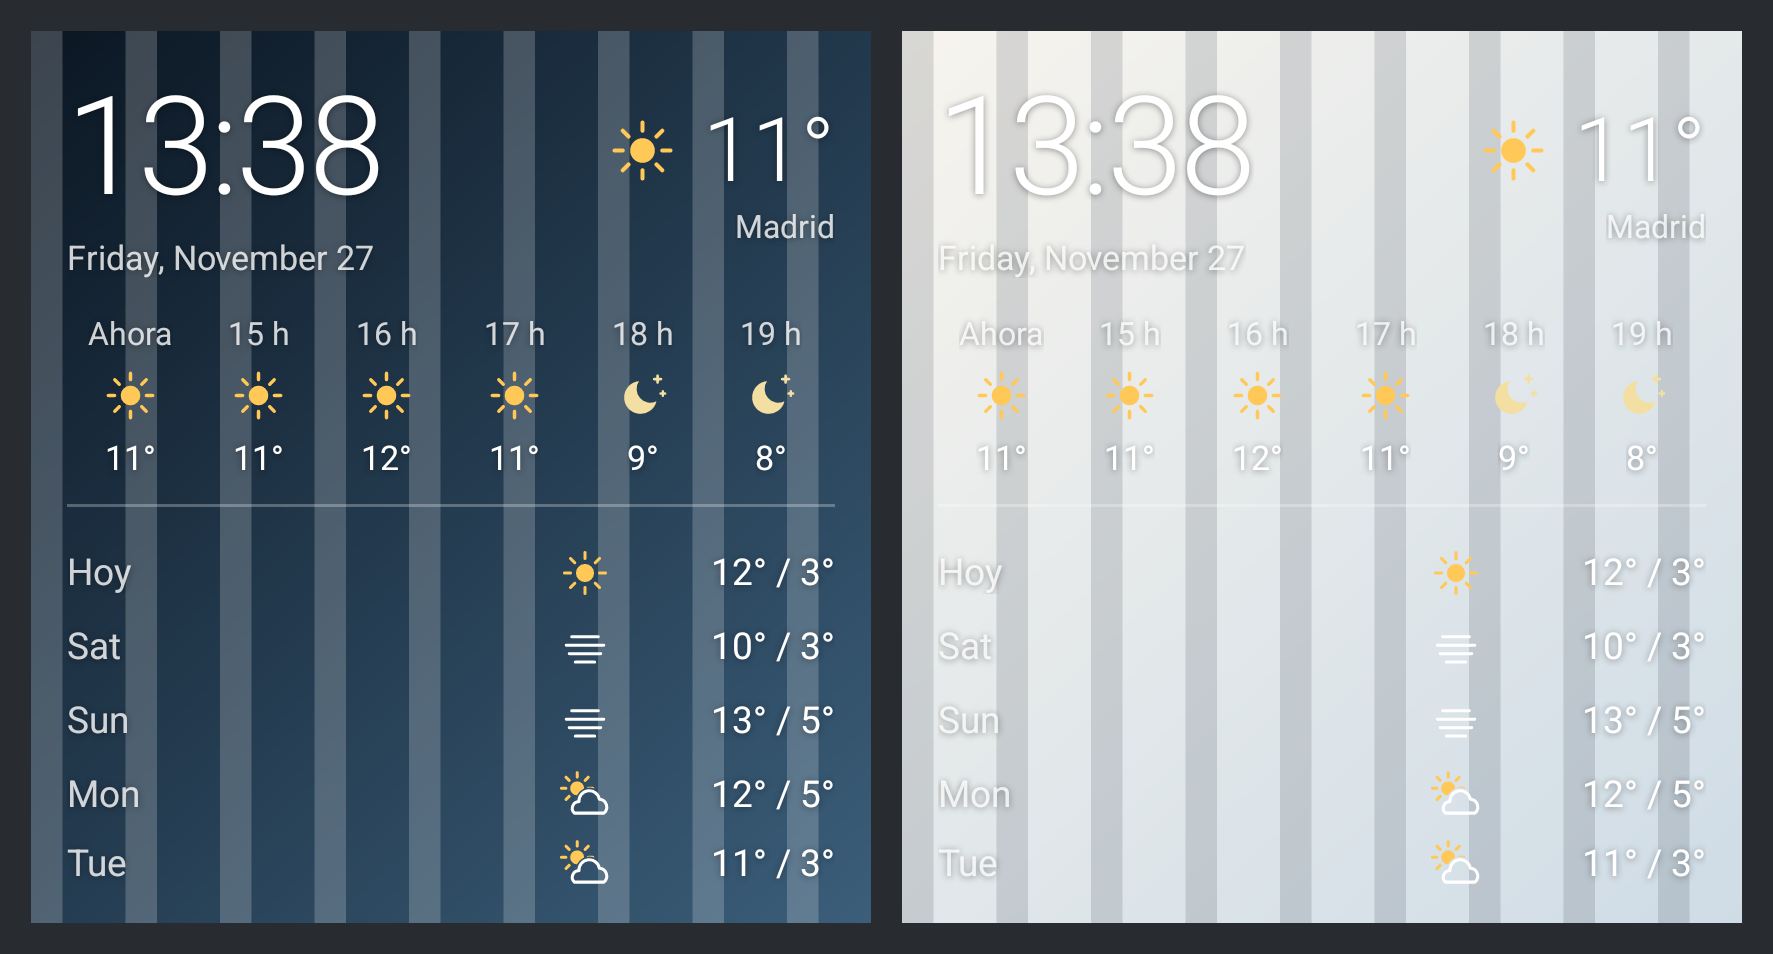 13:38
11°
Madrid
Friday, November 27
Ahora 15 h 16 h 17 h 18 h 19 h
11° 11° 12° 11° 9° 8°
Hoy 12° / 3°
Sat 10° / 3°
Sun 13° / 5°
Mon 12° / 5°
Tue 11° / 3°
13:38
11°
Madrid
Friday, November 27
Ahora 15 h 16 h 17 h 18 h 19 h
11° 11° 12° 11° 9° 8°
Hoy 12° / 3°
Sat 10° / 3°
Sun 13° / 5°
Mon 12° / 5°
Tue 11° / 3°